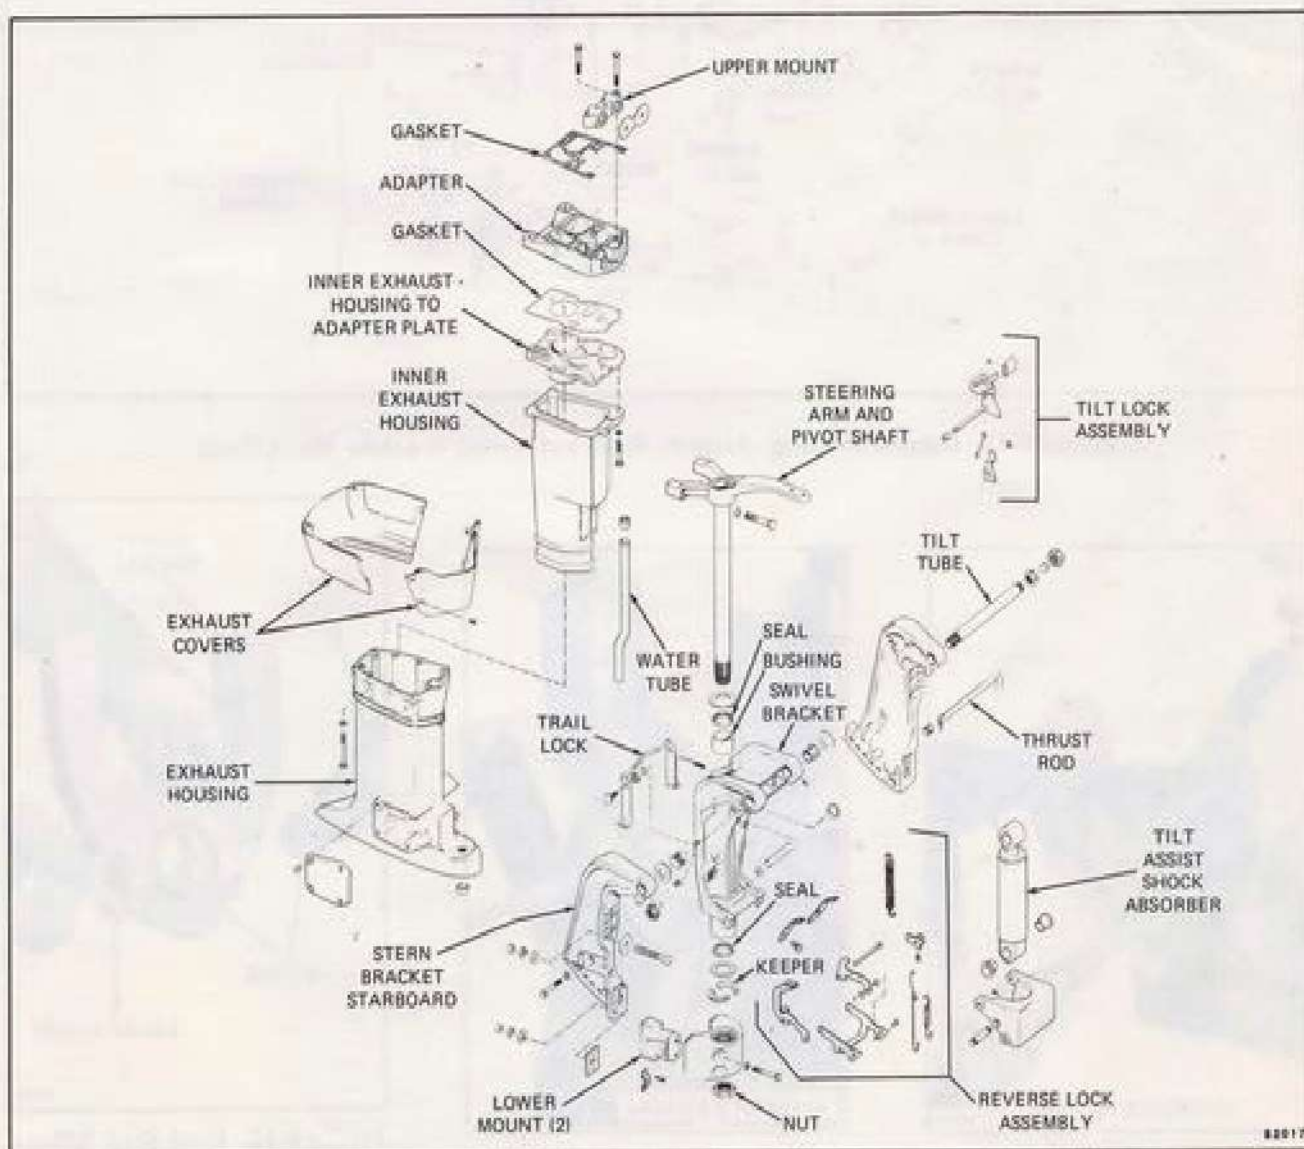 UPPER MOUNT
GASKET
ADAPTER
GASKET
INNER EXHAUST -
HOUSING TO
ADAPTER PLATE
INNER
EXHAUST
HOUSING
STEERING
ARM AND
PIVOT SHAFT
TILT LOCK
ASSEMBLY
TILT
TUBE
EXHAUST
COVERS
WATER
TUBE
SEAL
BUSHING
SWIVEL
BRACKET
TRAIL
LOCK
THRUST
ROD
EXHAUST
HOUSING
TILT
ASSIST
SHOCK
ABSORBER
SEAL
STERN
BRACKET
STARBOARD
KEEPER
LOWER
MOUNT (2)
NUT
REVERSE LOCK
ASSEMBLY